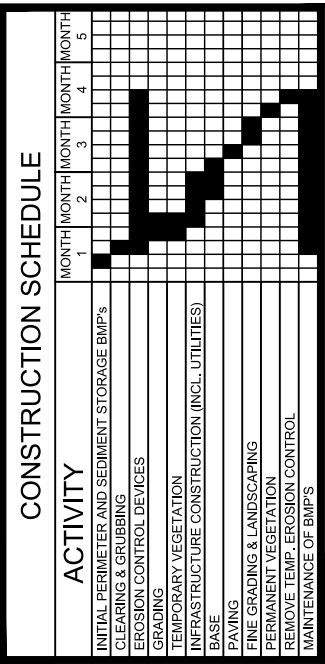 CONSTRUCTION SCHEDULE
ACTIVITY
MONTH 1
MONTH 2
MONTH 3
MONTH 4
MONTH 5
INITIAL PERIMETER AND SEDIMENT STORAGE BMP's
CLEARING & GRUBBING
EROSION CONTROL DEVICES
GRADING
TEMPORARY VEGETATION
INFRASTRUCTURE CONSTRUCTION (INCL. UTILITIES)
BASE
PAVING
FINE GRADING & LANDSCAPING
PERMANENT VEGETATION
REMOVE TEMP. EROSION CONTROL
MAINTENANCE OF BMP'S